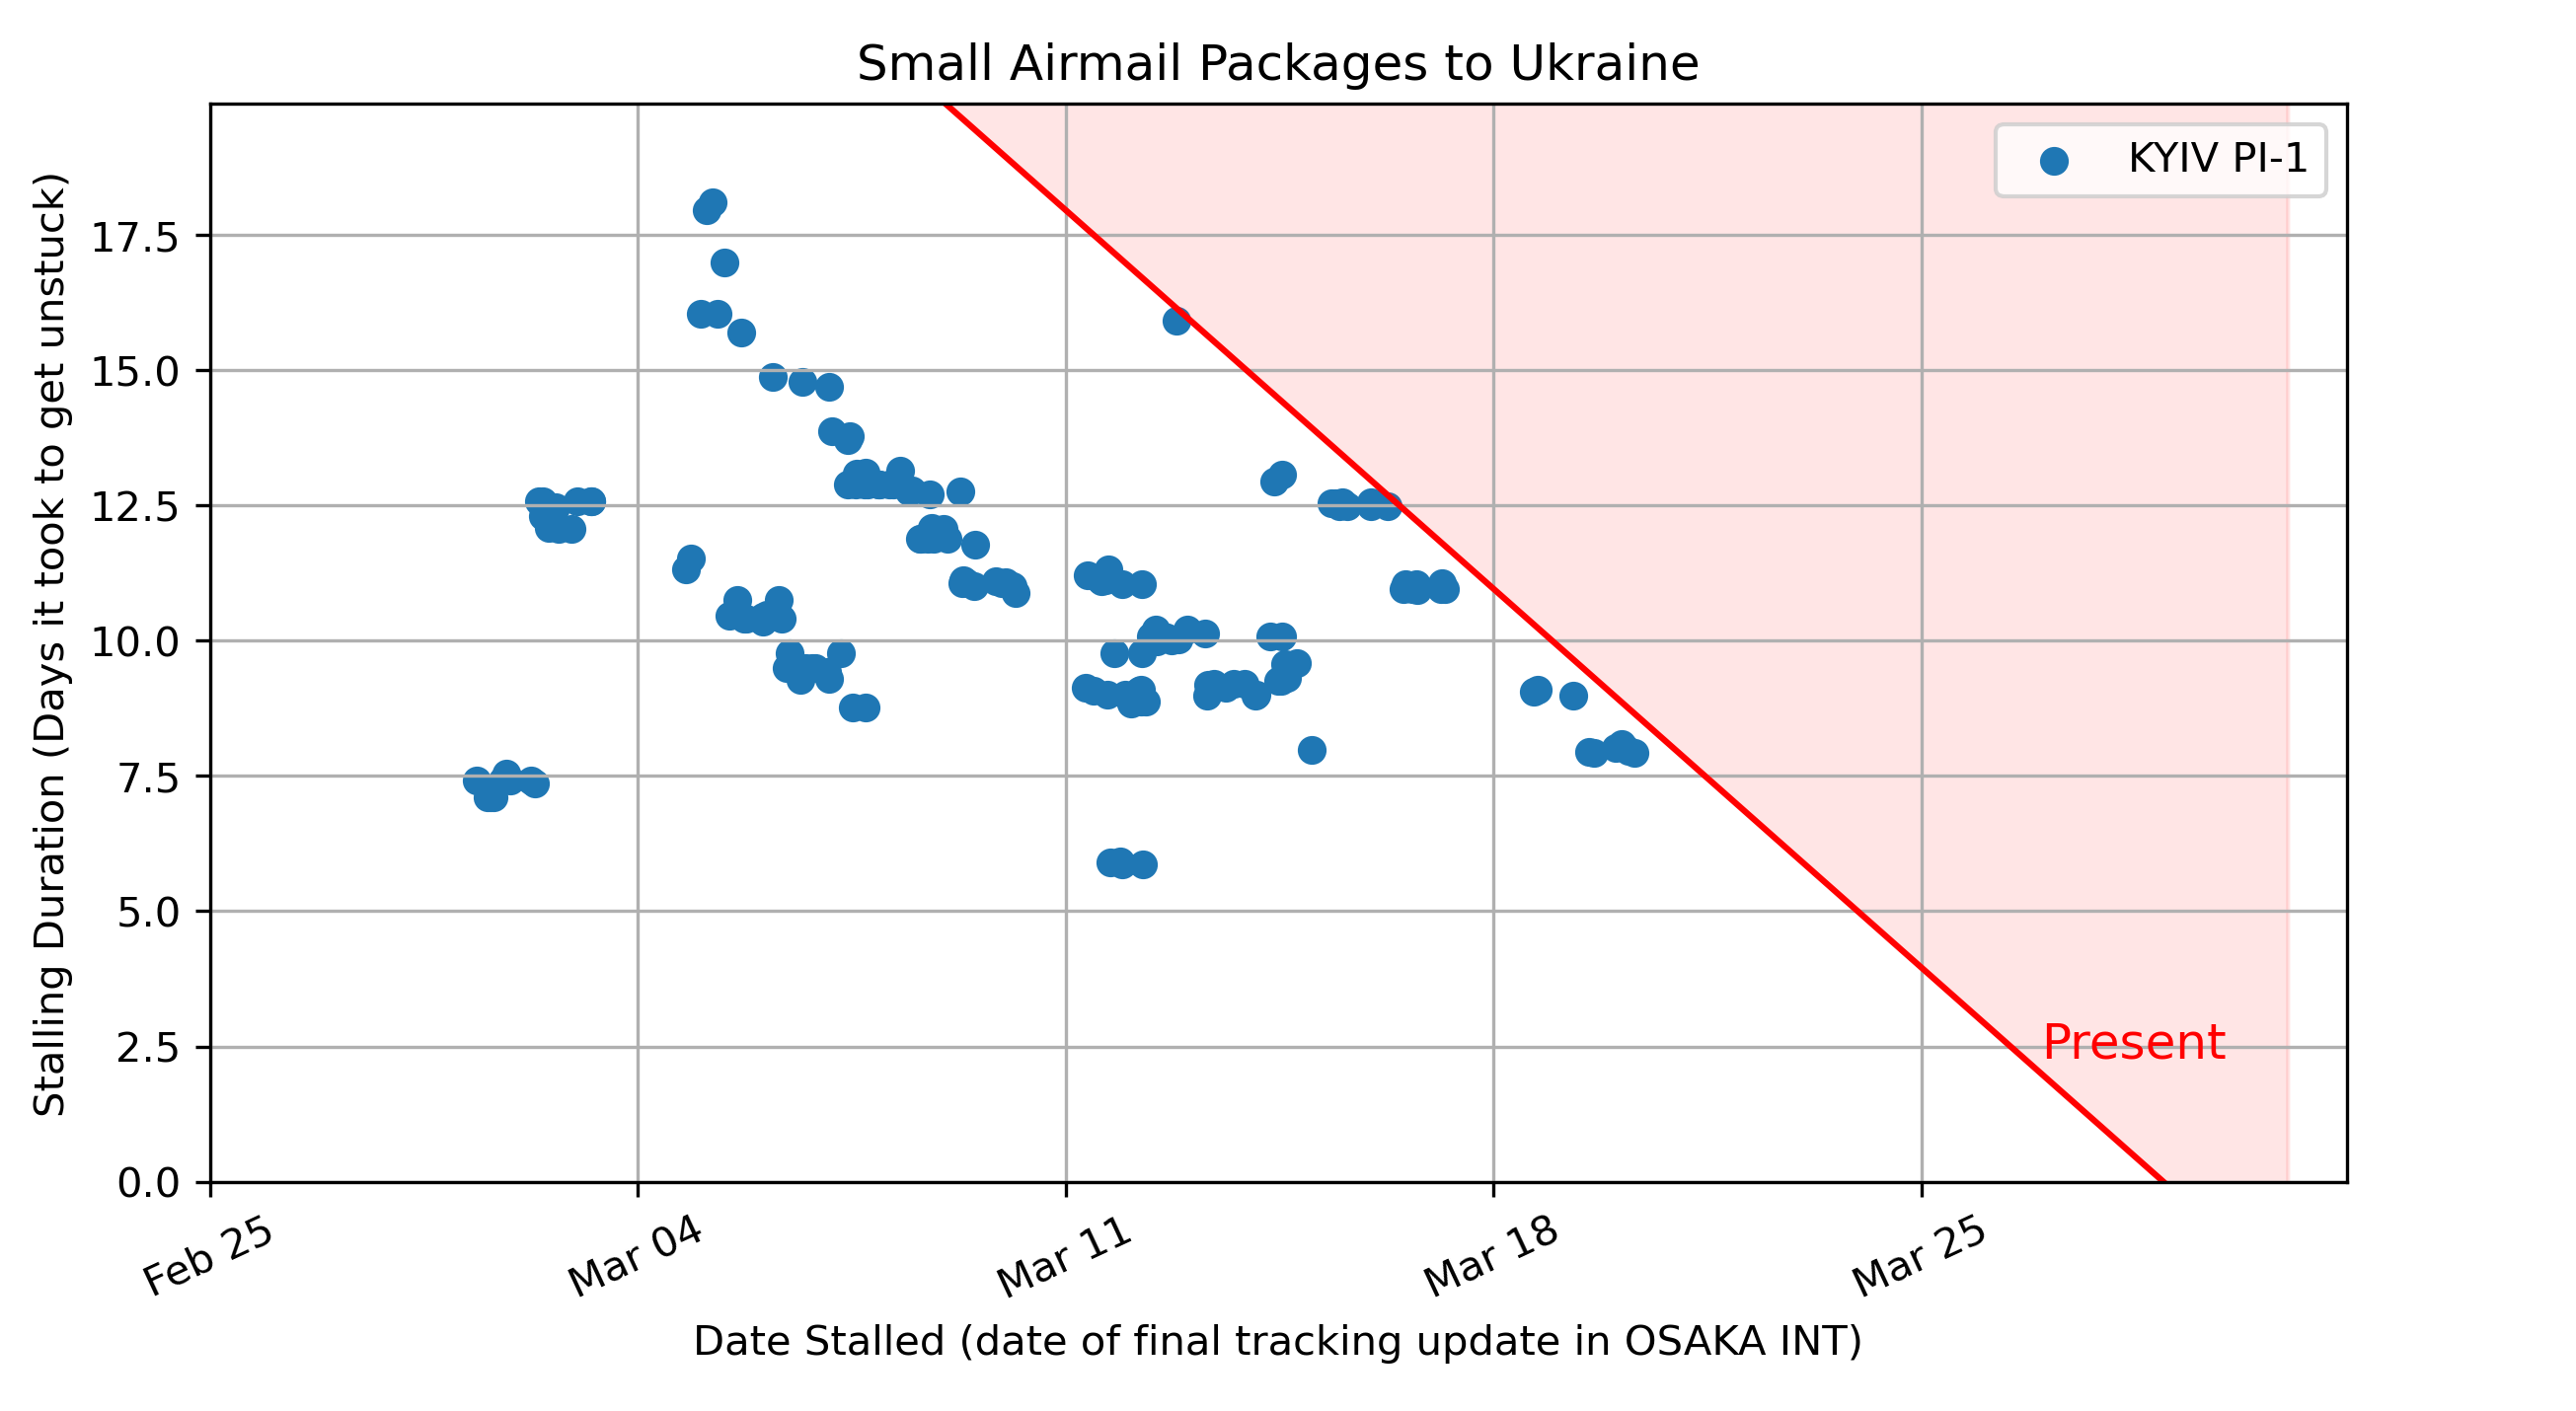 Small Airmail Packages to Ukraine
KYIV PI-1
Stalling Duration (Days it took to get unstuck)
17.5
15.0
12.5
10.0
7.5
5.0
2.5
0.0
Present
Feb 25
Mar 04
Mar 11
Mar 18
Mar 25
Date Stalled (date of final tracking update in OSAKA INT)